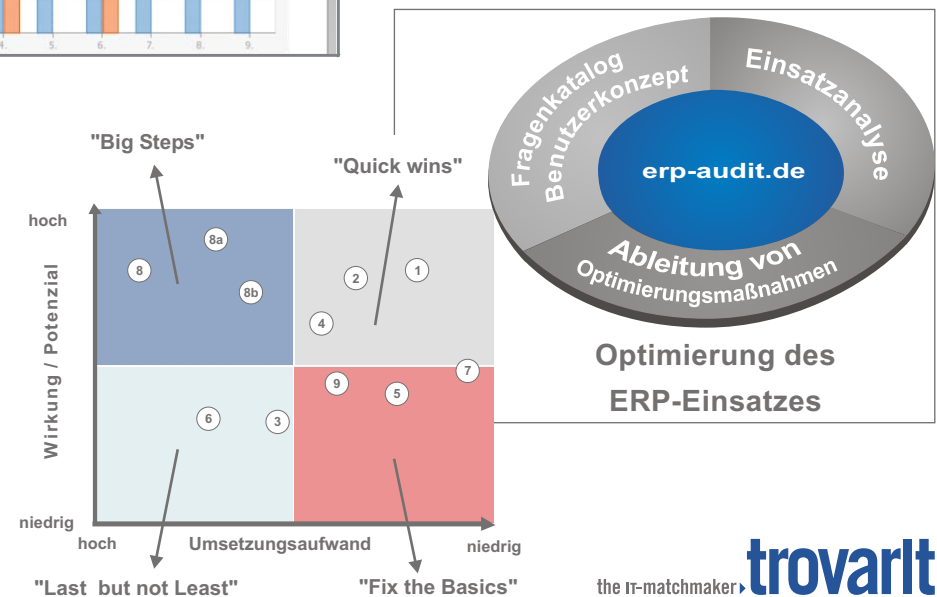 4. 5. 6. 7. 8. 9.
Fragenkatalog
Benutzerkonzept
Einsatzanalyse
erp-audit.de
Ableitung von
Optimierungsmaßnahmen
Optimierung des
ERP-Einsatzes
"Big Steps"
"Quick wins"
hoch
Wirkung / Potenzial
8a
8
8b
2
1
4
7
9
5
6
3
niedrig
hoch
Umsetzungsaufwand
niedrig
"Last but not Least"
"Fix the Basics"
the IT-matchmaker
trovarIt